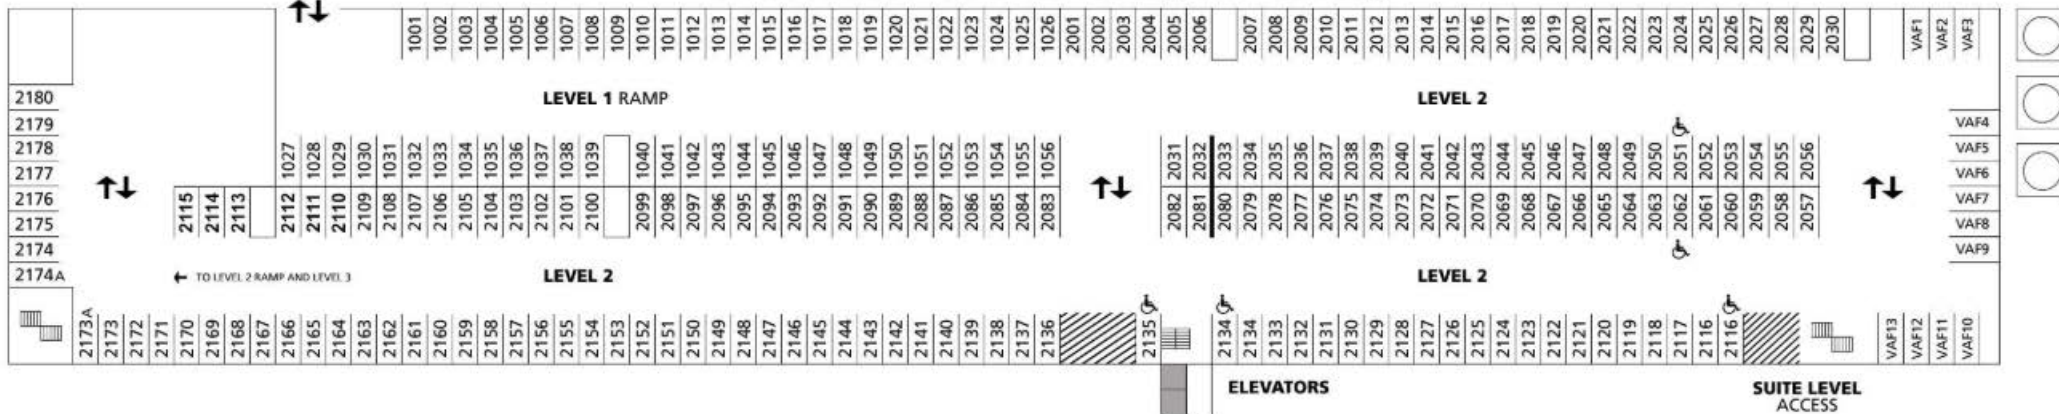 1001 1002 1003 1004 1005 1006 1007 1008 1009 1010 1011 1012 1013 1014 1015 1016 1017 1018 1019 1020 1021 1022 1023 1024 1025 1026 2001 2002 2003 2004 2005 2006 2007 2008 2009 2010 2011 2012 2013 2014 2015 2016 2017 2018 2019 2020 2021 2022 2023 2024 2025 2026 2027 2028 2029 2030 VAF1 VAF2 VAF3
2180 LEVEL 1 RAMP LEVEL 2
2179 VAF4
2178 VAF5
2177 VAF6
1027 1028 1029 1030 1031 1032 1033 1034 1035 1036 1037 1038 1039 1040 1041 1042 1043 1044 1045 1046 1047 1048 1049 1050 1051 1052 1053 1054 1055 1056 2031 2032 2033 2034 2035 2036 2037 2038 2039 2040 2041 2042 2043 2044 2045 2046 2047 2048 2049 2050 2051 2052 2053 2054 2055 2056
2176 VAF7
2175 VAF8
2115 2114 2113 2112 2111 2110 2109 2108 2107 2106 2105 2104 2103 2102 2101 2100 2099 2098 2097 2096 2095 2094 2093 2092 2091 2090 2089 2088 2087 2086 2085 2084 2083 2082 2081 2080 2079 2078 2077 2076 2075 2074 2073 2072 2071 2070 2069 2068 2067 2066 2065 2064 2063 2062 2061 2060 2059 2058 2057
2174 VAF9
2174A TO LEVEL 2 RAMP AND LEVEL 3 LEVEL 2 LEVEL 2
2173A 2173 2172 2171 2170 2169 2168 2167 2166 2165 2164 2163 2162 2161 2160 2159 2158 2157 2156 2155 2154 2153 2152 2151 2150 2149 2148 2147 2146 2145 2144 2143 2142 2141 2140 2139 2138 2137 2136 2135 2134 2134 2133 2132 2131 2130 2129 2128 2127 2126 2125 2124 2123 2122 2121 2120 2119 2118 2117 2116 2116 VAF13 VAF12 VAF11 VAF10
ELEVATORS SUITE LEVEL
ACCESS